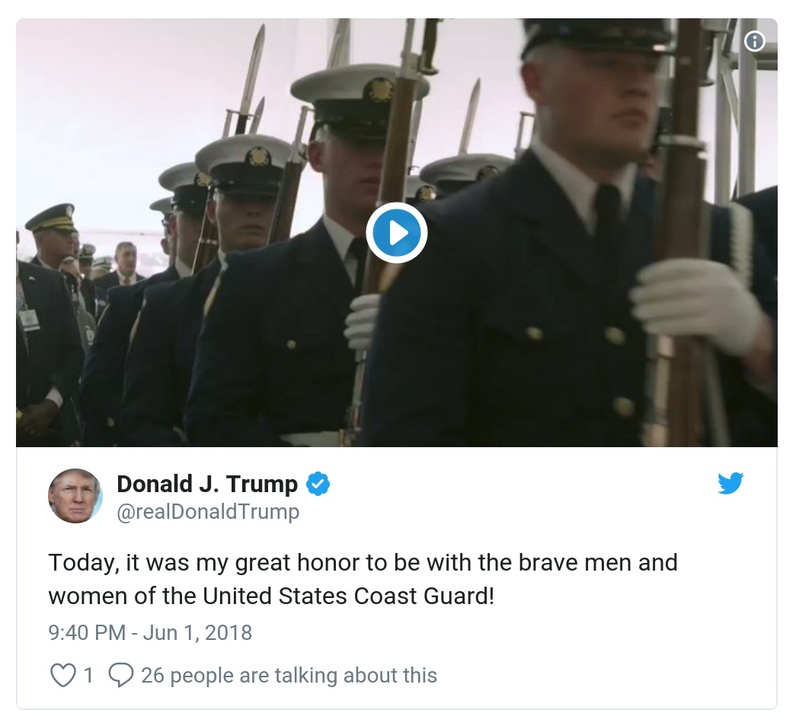 Donald J. Trump
@realDonaldTrump
Today, it was my great honor to be with the brave men and
women of the United States Coast Guard!
9:40 PM - Jun 1, 2018
1 26 people are talking about this